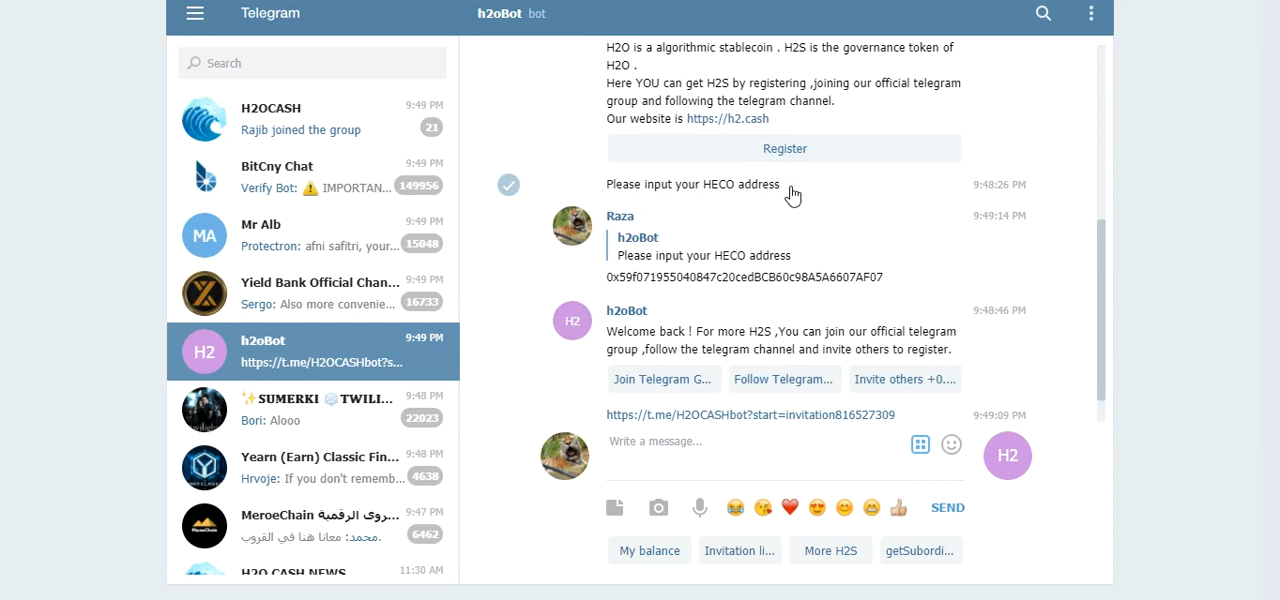 Telegram
h2oBot bot
Search
H2OCASH 9:49 PM
Rajib joined the group 21
BitCny Chat 9:49 PM
Verify Bot: ⚠️ IMPORTAN... 149956
MA
Mr Alb 9:49 PM
Protectron: afni safitri, your... 15048
Yield Bank Official Chan... 9:49 PM
Sergo: Also more convenie... 16733
H2
h2oBot 9:49 PM
https://t.me/H2OCASHbot?s...
✨𝐒𝐔𝐌𝐄𝐑𝐊𝐈 ❄️𝐓𝐖𝐈𝐋𝐈... 9:48 PM
Bori: Alooo 22023
Yearn (Earn) Classic Fin... 9:48 PM
Hrvoje: If you don't rememb... 4638
MeroeChain مروى الرقمية... 9:47 PM
محمد: معانا هنا في القروب. 6462
MeroeChain
H2O CASH NEWS 11:30 AM
H2O is a algorithmic stablecoin . H2S is the governance token of
H2O .
Here YOU can get H2S by registering ,joining our official telegram
group and following the telegram channel.
Our website is https://h2.cash
Register
Please input your HECO address 9:48:26 PM
Raza 9:49:14 PM
h2oBot
Please input your HECO address
0x59f071955040847c20cedBCB60c98A5A6607AF07
H2
h2oBot 9:48:46 PM
Welcome back ! For more H2S ,You can join our official telegram
group ,follow the telegram channel and invite others to register.
Join Telegram G... Follow Telegram... Invite others +0....
https://t.me/H2OCASHbot?start=invitation816527309 9:49:09 PM
Write a message...
H2
SEND
My balance Invitation li... More H2S getSubordi...